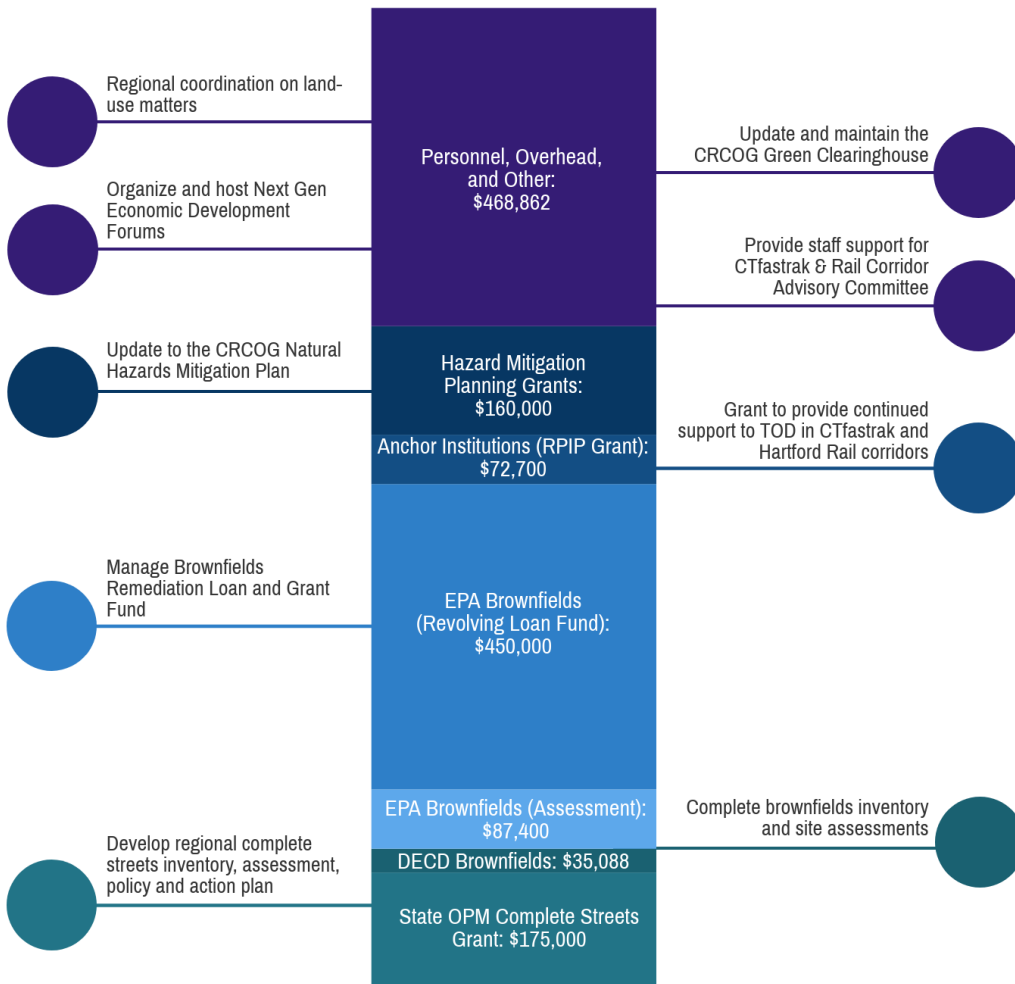 Regional coordination on land-
use matters
Organize and host Next Gen
Economic Development
Forums
Update to the CRCOG Natural
Hazards Mitigation Plan
Manage Brownfields
Remediation Loan and Grant
Fund
Develop regional complete
streets inventory, assessment,
policy and action plan
Personnel, Overhead,
and Other:
$468,862
Hazard Mitigation
Planning Grants:
$160,000
Anchor Institutions (RPIP Grant):
$72,700
EPA Brownfields
(Revolving Loan Fund):
$450,000
EPA Brownfields (Assessment):
$87,400
DECD Brownfields: $35,088
State OPM Complete Streets
Grant: $175,000
Update and maintain the
CRCOG Green Clearinghouse
Provide staff support for
CTfastrak & Rail Corridor
Advisory Committee
Grant to provide continued
support to TOD in CTfastrak and
Hartford Rail corridors
Complete brownfields inventory
and site assessments